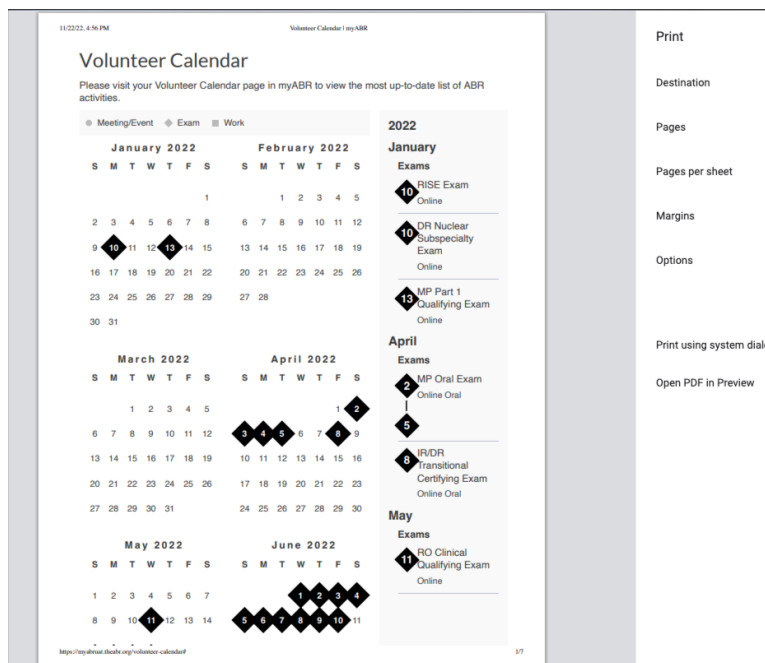 11/22/22, 4:56 PM
Volunteer Calendar | myABR
Volunteer Calendar
Please visit your Volunteer Calendar page in myABR to view the most up-to-date list of ABR
activities.
Meeting/Event Exam Work
January 2022
S M T W T F S
1
2 3 4 5 6 7 8
9 10 11 12 13 14 15
16 17 18 19 20 21 22
23 24 25 26 27 28 29
30 31
February 2022
S M T W T F S
1 2 3 4 5
6 7 8 9 10 11 12
13 14 15 16 17 18 19
20 21 22 23 24 25 26
27 28
March 2022
S M T W T F S
1 2 3 4 5
6 7 8 9 10 11 12
13 14 15 16 17 18 19
20 21 22 23 24 25 26
27 28 29 30 31
April 2022
S M T W T F S
1 2
3 4 5 6 7 8 9
10 11 12 13 14 15 16
17 18 19 20 21 22 23
24 25 26 27 28 29 30
May 2022
S M T W T F S
1 2 3 4 5 6 7
8 9 10 11 12 13 14
June 2022
S M T W T F S
1 2 3 4
5 6 7 8 9 10 11
2022
January
Exams
10 RISE Exam
Online
10 DR Nuclear
Subspecialty
Exam
Online
13 MP Part 1
Qualifying Exam
Online
April
Exams
2 MP Oral Exam
Online Oral
5
8 IR/DR
Transitional
Certifying Exam
Online Oral
May
Exams
11 RO Clinical
Qualifying Exam
Online
https://myabruat.theabr.org/volunteer-calendar#
1/7
Print
Destination
Pages
Pages per sheet
Margins
Options
Print using system
Open PDF in Preview